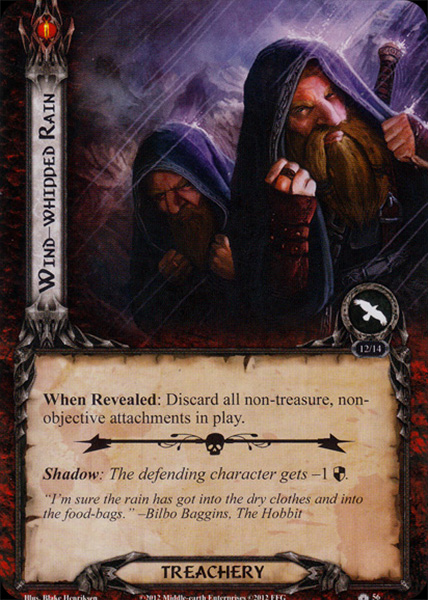 WIND-WHIPPED RAIN
12/14
When Revealed: Discard all non-treasure, non-
objective attachments in play.
Shadow: The defending character gets –1 .
“I’m sure the rain has got into the dry clothes and into
the food-bags.” –Bilbo Baggins, The Hobbit
TREACHERY
Illus. Blake Henriksen
©2012 Middle-earth Enterprises ©2012 FFG
56